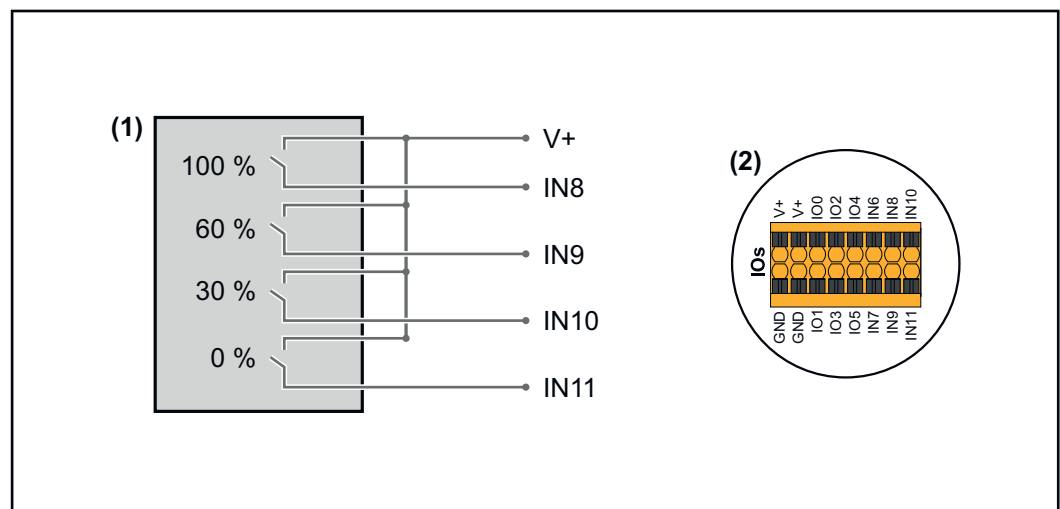 (1)
100 %
60 %
30 %
0 %
V+
IN8
IN9
IN10
IN11
(2)
V+ V+ IO0 IO2 IO4 IN6 IN8 IN10
IOs
GND GND IO1 IO3 IO5 IN7 IN9 IN11